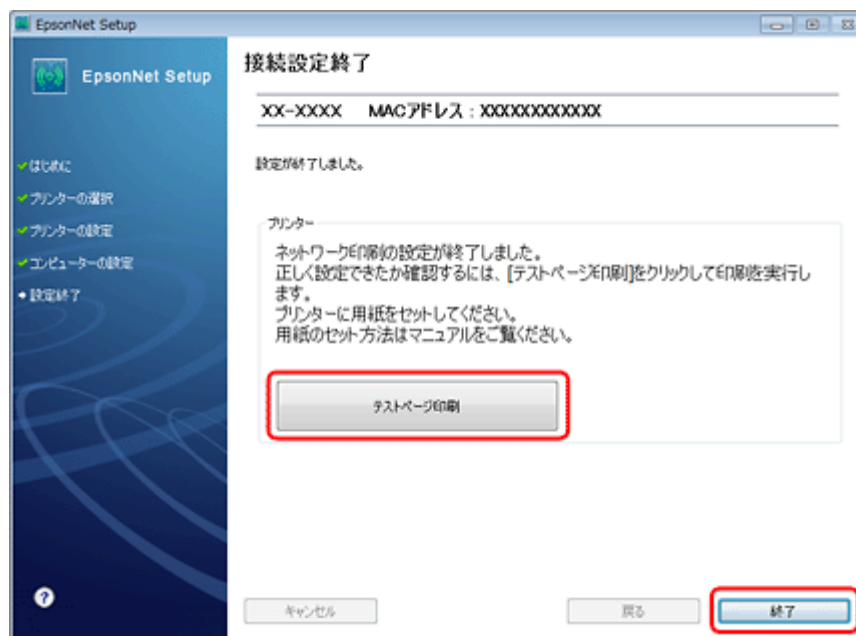 EpsonNet Setup
EpsonNet Setup
はじめに
プリンターの選択
プリンターの設定
コンピューターの設定
設定終了
接続設定終了
XX-XXXX MACアドレス：XXXXXXXXXXXX
設定が終了しました。
プリンター
ネットワーク印刷の設定が終了しました。
正しく設定できたか確認するには、[テストページ印刷]をクリックして印刷を実行し
ます。
プリンターに用紙をセットしてください。
用紙のセット方法はマニュアルをご覧ください。
テストページ印刷
?
キャンセル
戻る
終了